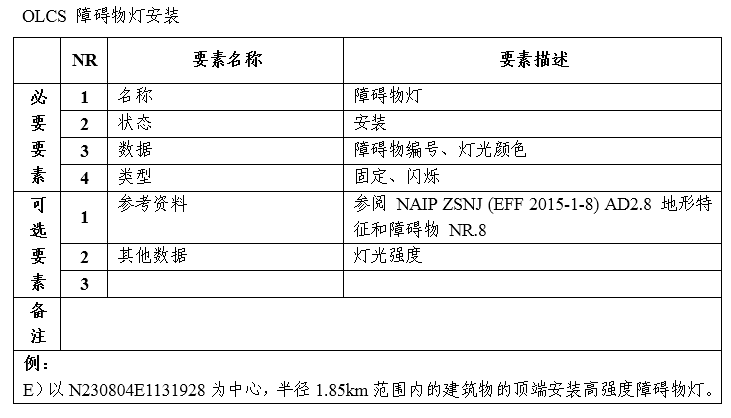 OLCS 障碍物灯安装
NR 要素名称 要素描述
必要要素
1 名称 障碍物灯
2 状态 安装
3 数据 障碍物编号、灯光颜色
4 类型 固定、闪烁
可选要素
1 参考资料 参阅 NAIP ZSNJ (EFF 2015-1-8) AD2.8 地形特
征和障碍物 NR.8
2 其他数据 灯光强度
3
备注
例：
E）以 N230804E1131928 为中心，半径 1.85km 范围内的建筑物的顶端安装高强度障碍物灯。